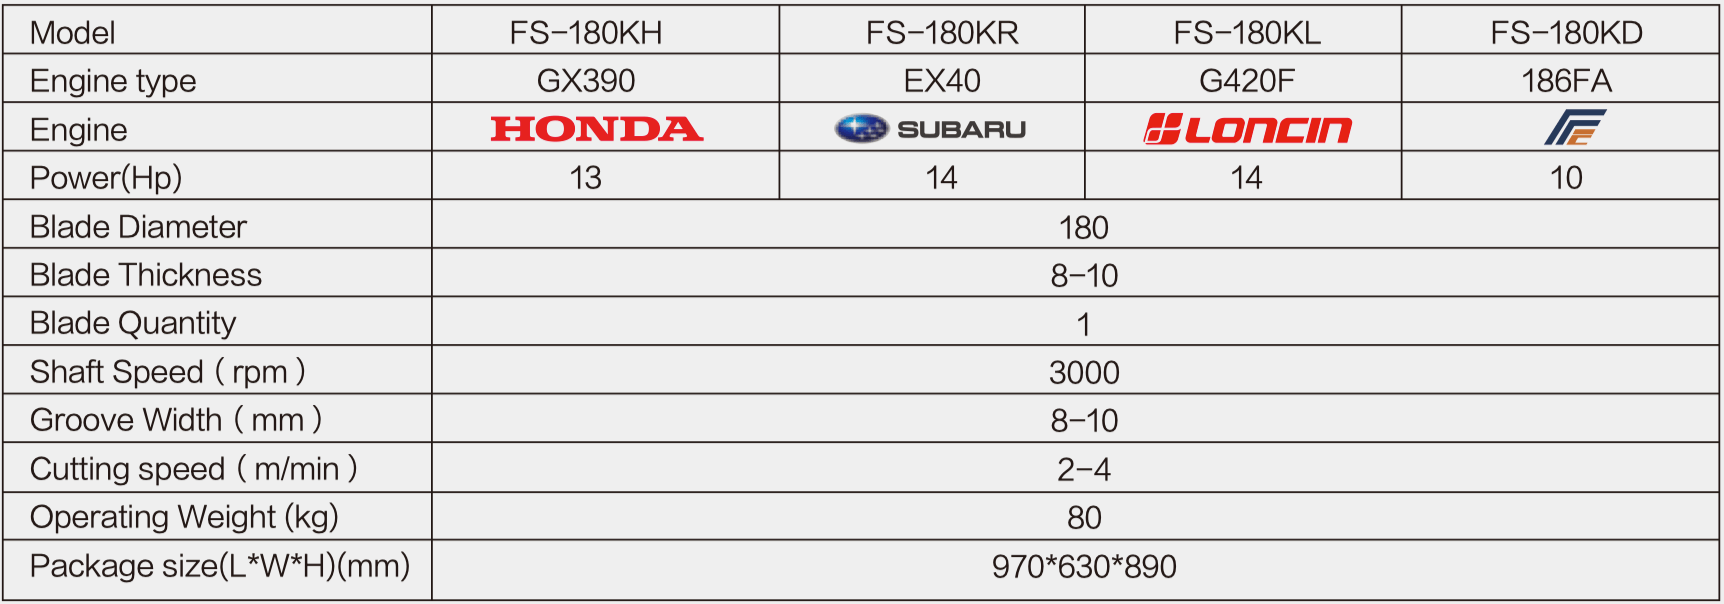 Model FS-180KH FS-180KR FS-180KL FS-180KD
Engine type GX390 EX40 G420F 186FA
Engine HONDA SUBARU LONCIN
Power(Hp) 13 14 14 10
Blade Diameter 180
Blade Thickness 8-10
Blade Quantity 1
Shaft Speed ( rpm ) 3000
Groove Width ( mm ) 8-10
Cutting speed ( m/min ) 2-4
Operating Weight (kg) 80
Package size(L*W*H)(mm) 970*630*890